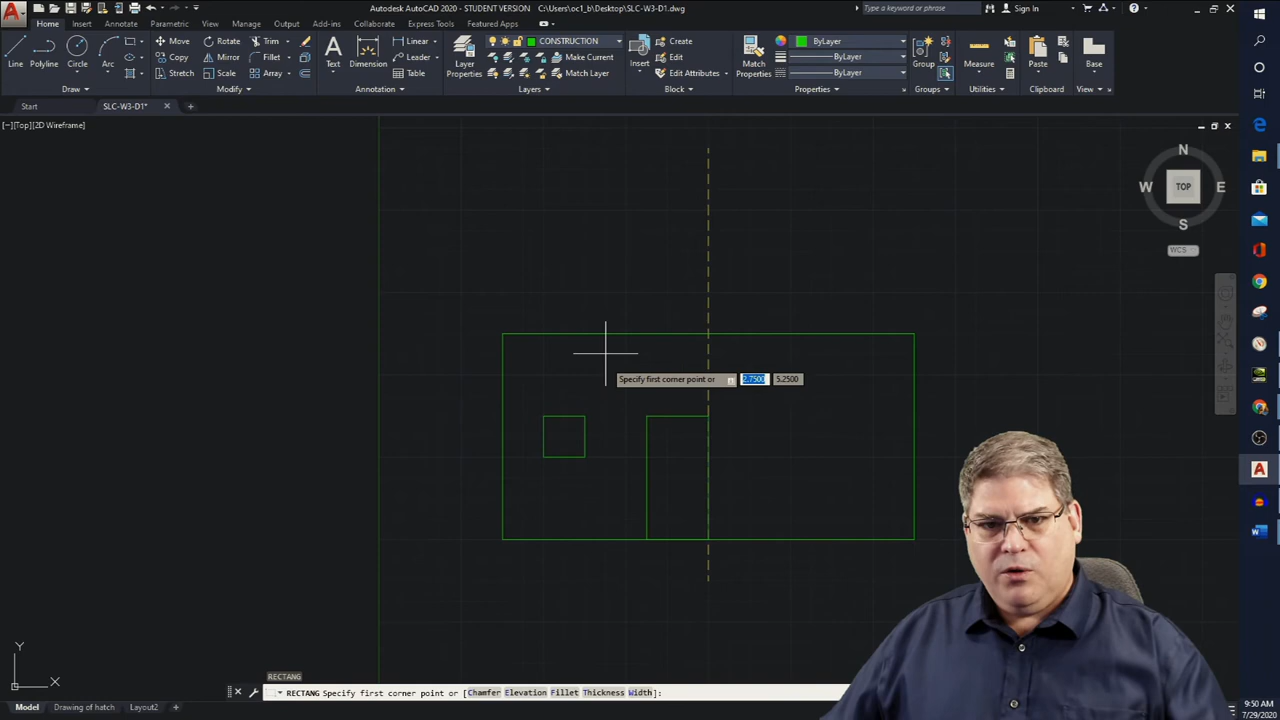 Autodesk AutoCAD 2020 - STUDENT VERSION C:\Users\oc1_b\Desktop\SLC-W3-D1.dwg Type a keyword or phrase Sign In
Home Insert Annotate Parametric View Manage Output Add-ins Collaborate Express Tools Featured Apps
Line Polyline Circle Arc
Move Rotate Trim
Copy Mirror Fillet
Stretch Scale Array
Text Dimension
Linear
Leader
Table
Layer Properties
CONSTRUCTION
Make Current
Match Layer
Insert
Create
Edit
Edit Attributes
Match Properties
ByLayer
ByLayer
ByLayer
Group
Measure
Paste
Base
Draw Modify Annotation Layers Block Properties Groups Utilities Clipboard View
Start SLC-W3-D1*
[−][Top][2D Wireframe]
N
W TOP E
S
WCS
Specify first corner point or 2.7500 5.2500
Y
X
RECTANG
RECTANG Specify first corner point or [Chamfer Elevation Fillet Thickness Width]:
Model Drawing of hatch Layout2
9:50 AM
7/29/2020